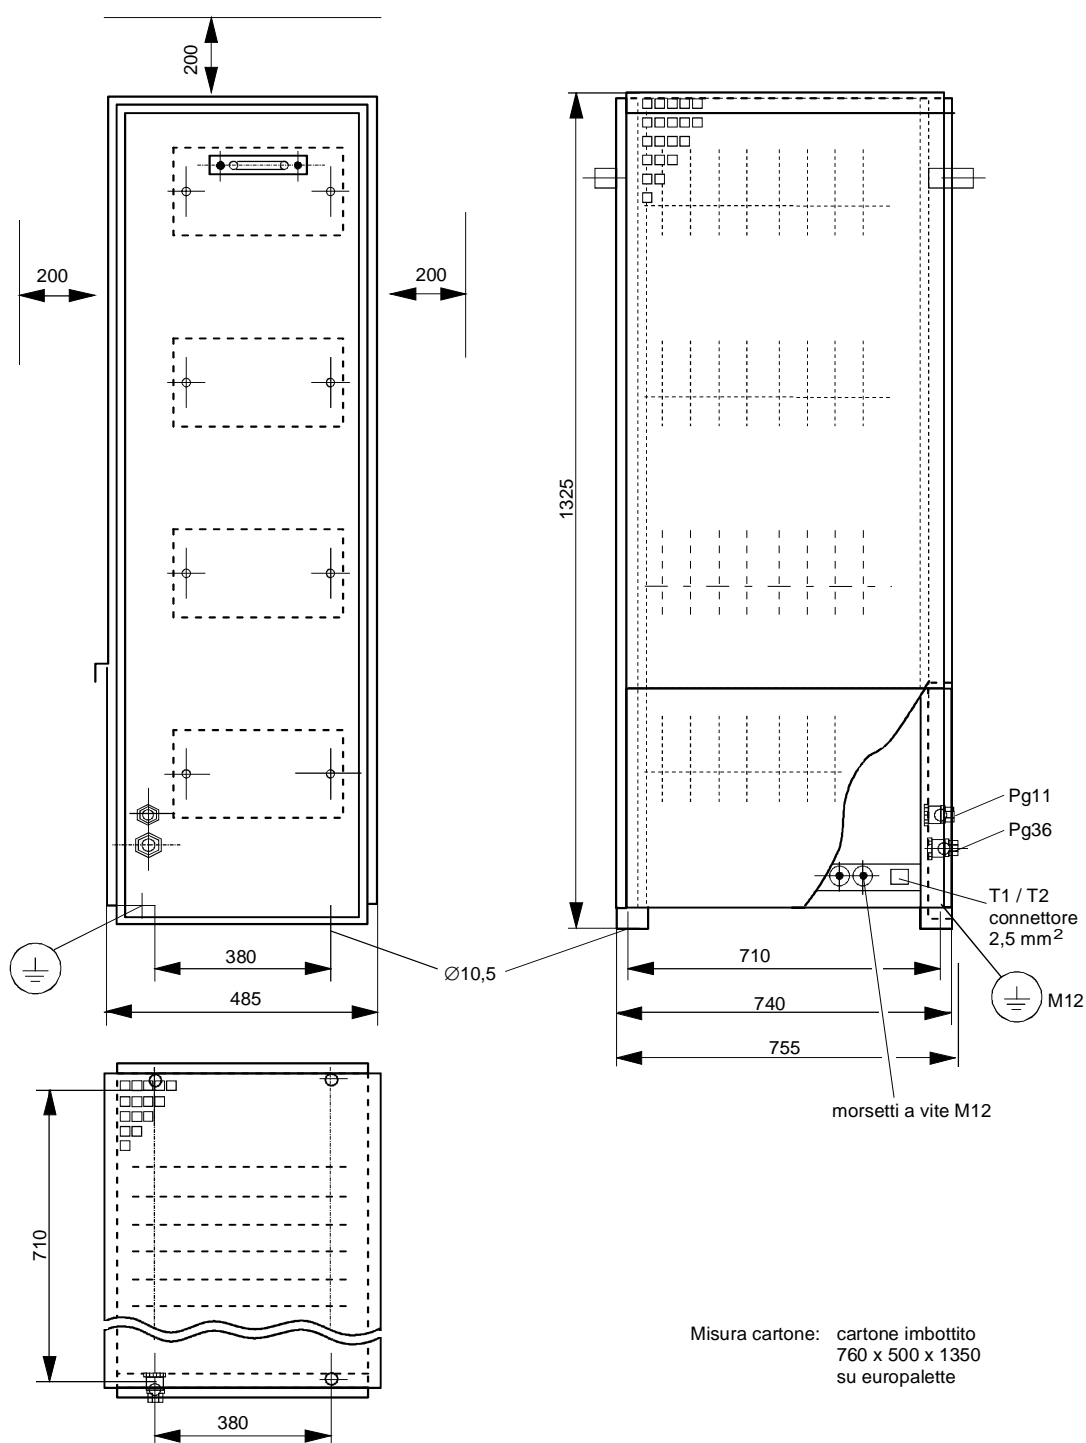 200
200
200
1325
Pg11
Pg36
T1 / T2
connettore
2,5 mm²
380
Ø10,5
710
485
740
M12
755
morsetti a vite M12
710
Misura cartone: cartone imbottito
760 x 500 x 1350
su europalette
380